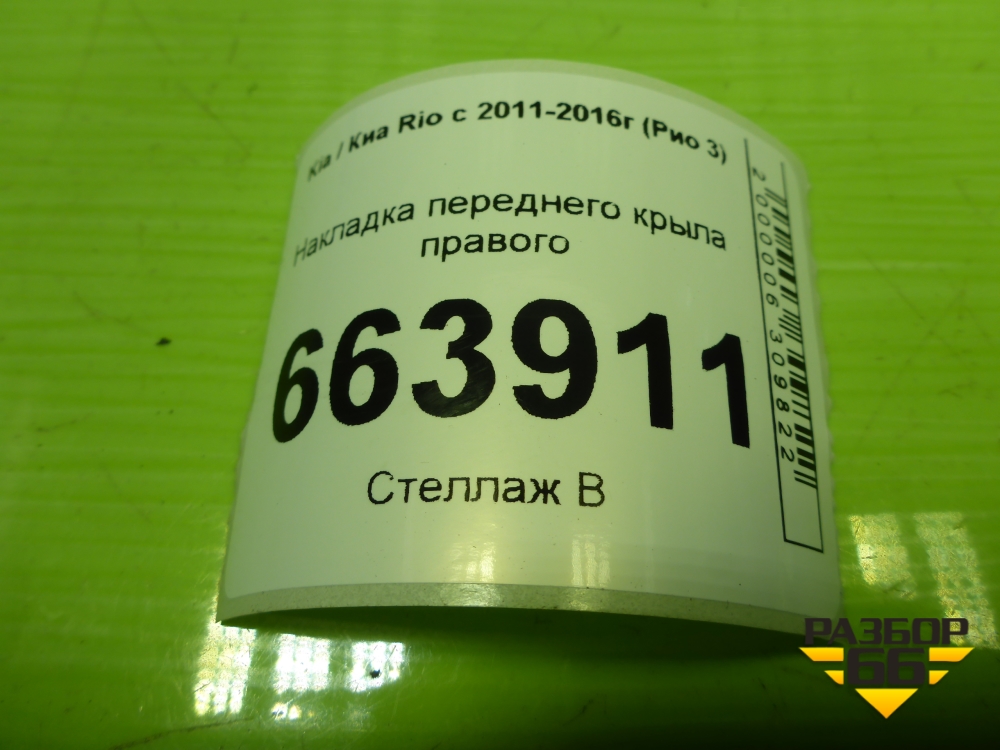 Kia / Киа Rio с 2011-2016г (Рио 3)
Накладка переднего крыла
правого
663911
Стеллаж В
2000006309822
РАЗБОР
66